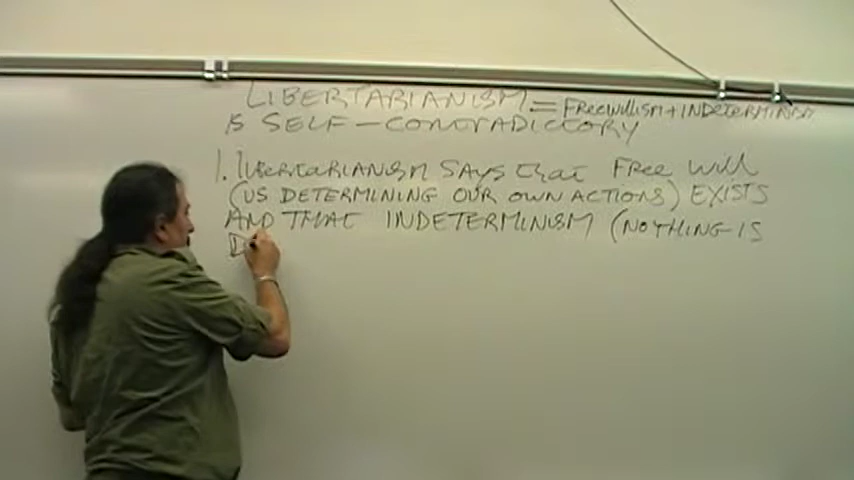 LIBERTARIANISM = FREEWILLISM + INDETERMINISM
IS SELF-CONTRADICTORY
1. LIBERTARIANISM SAYS THAT FREE WILL
(US DETERMINING OUR OWN ACTIONS) EXISTS
AND THAT INDETERMINISM (NOTHING IS
D